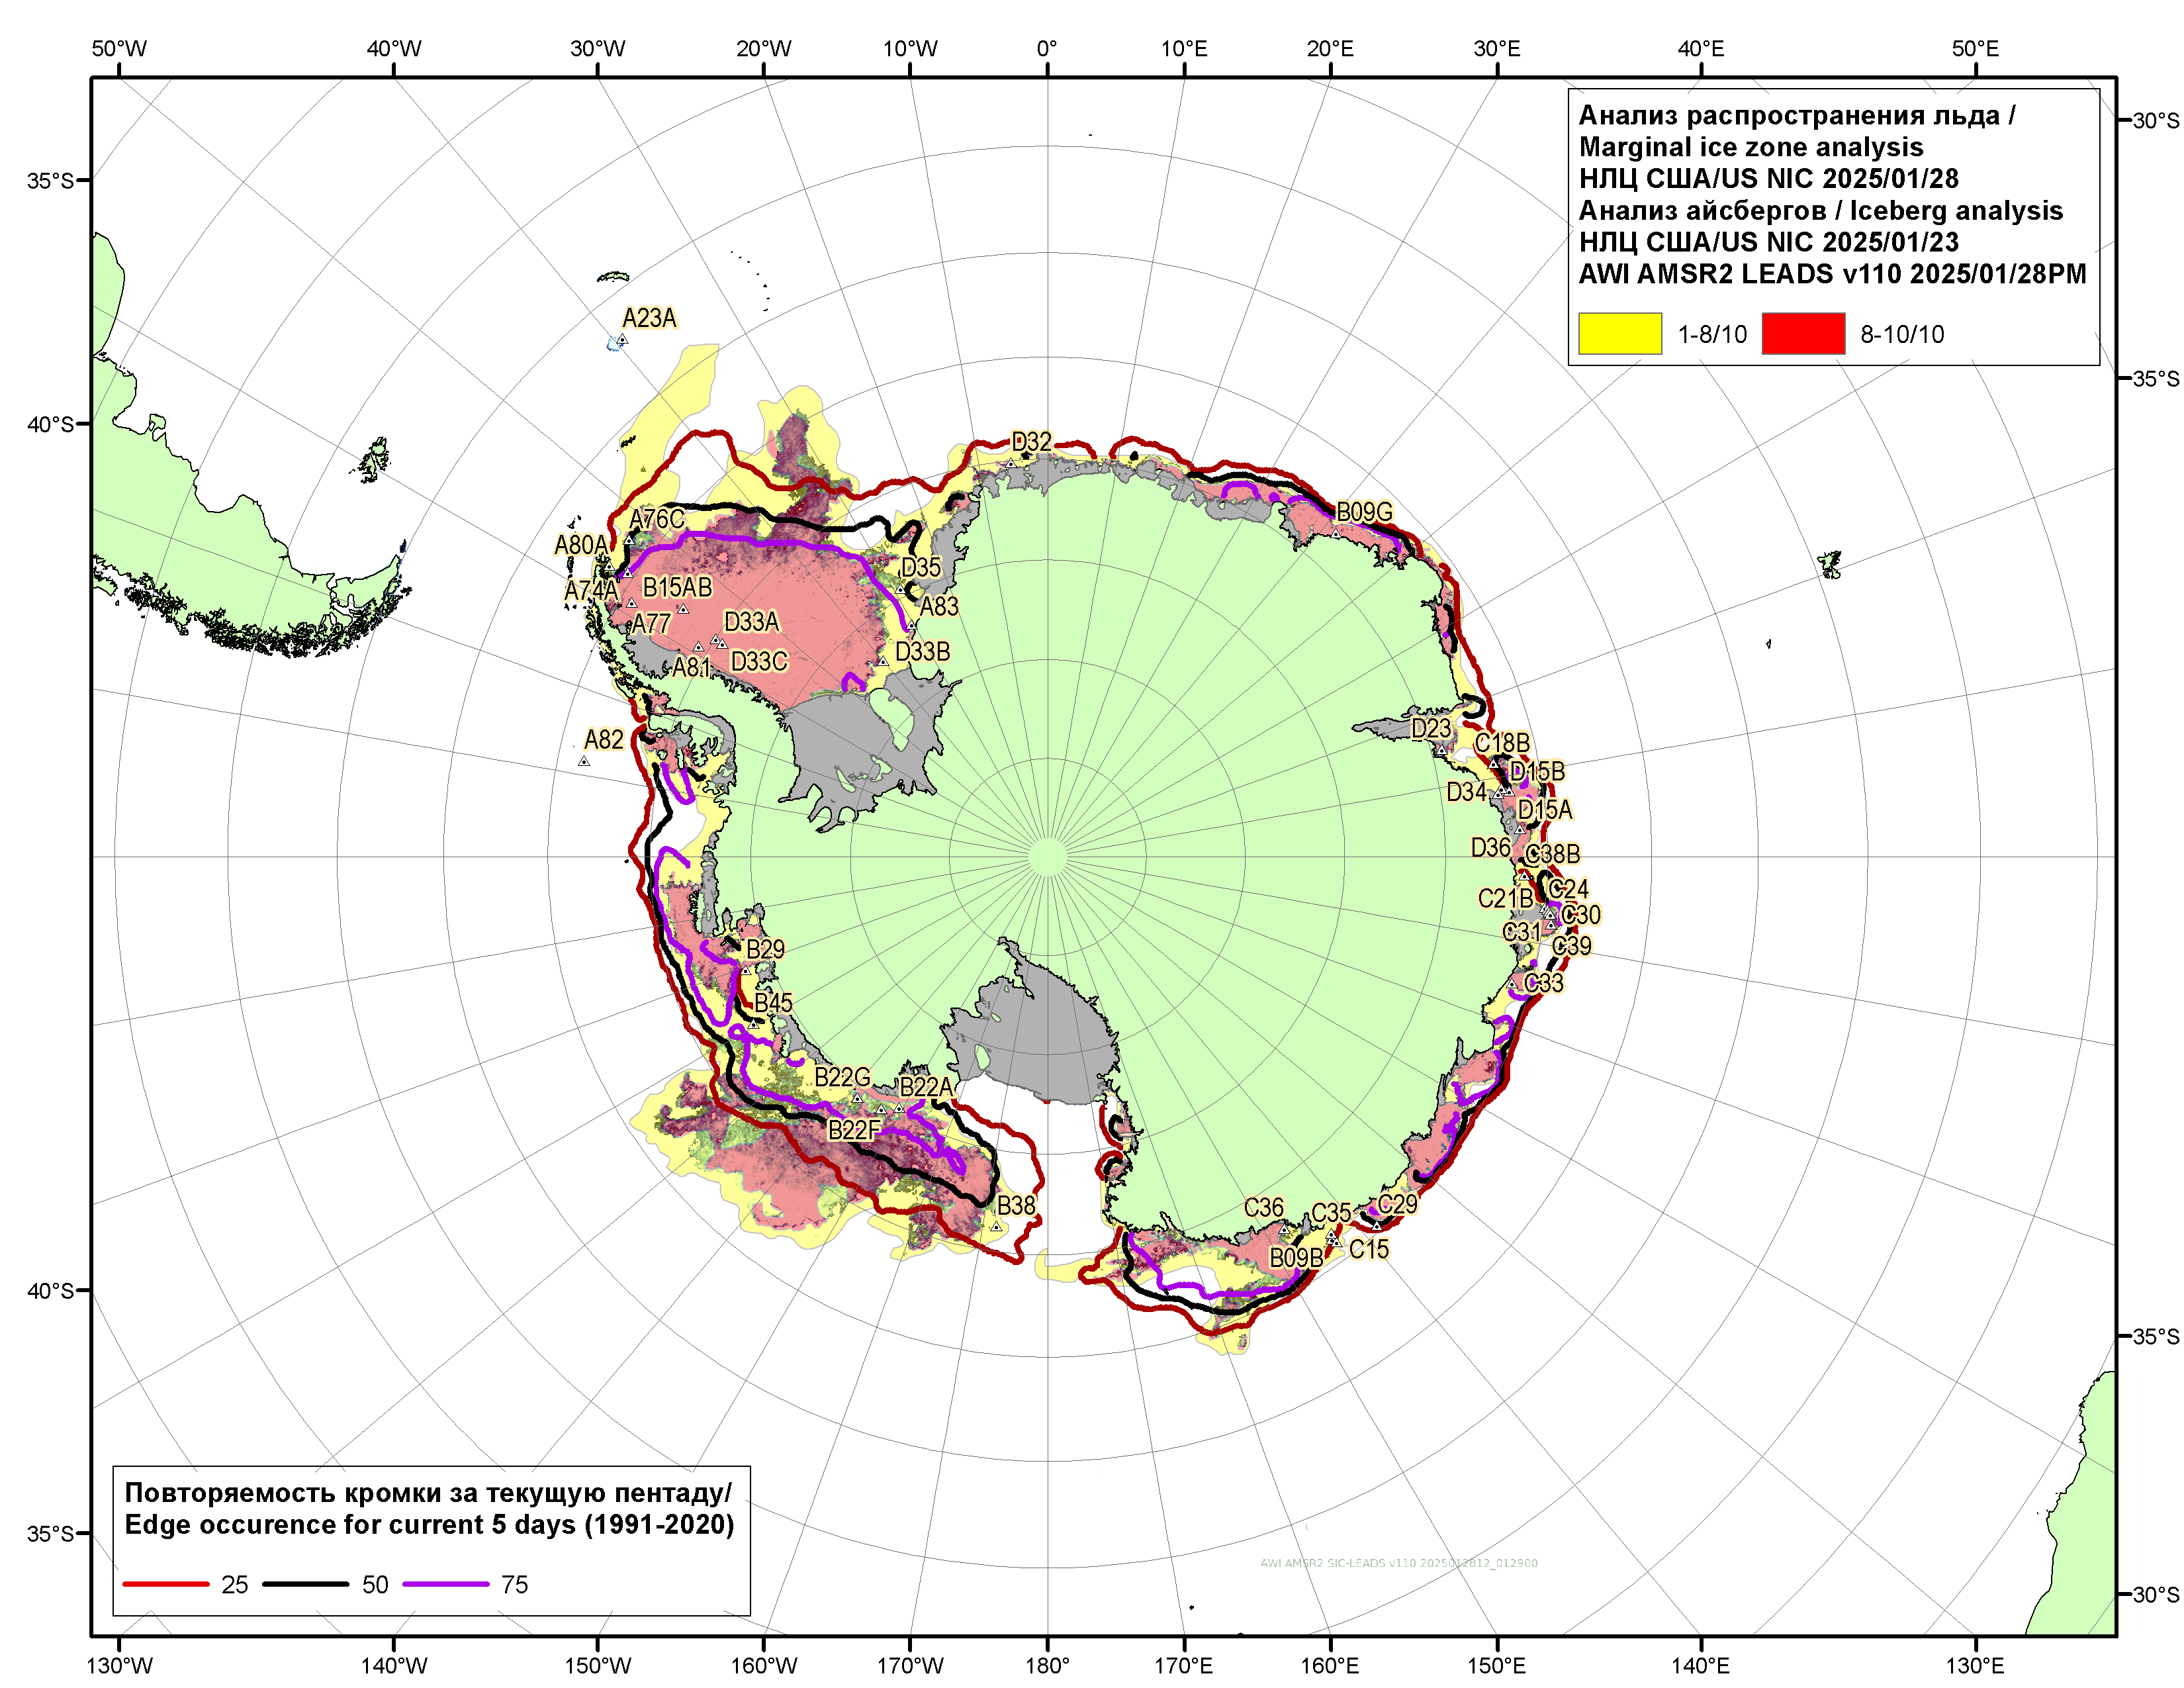 50°W 40°W 30°W 20°W 10°W 0° 10°E 20°E 30°E 40°E 50°E
Анализ распространения льда /
Marginal ice zone analysis
НЛЦ США/US NIC 2025/01/28
Анализ айсбергов / Iceberg analysis
НЛЦ США/US NIC 2025/01/23
AWI AMSR2 LEADS v110 2025/01/28PM
1-8/10 8-10/10
30°S
35°S
35°S
40°S
A23A
D32
A76C
B09G
A80A
D35
A74A
B15AB
A83
A77
D33A
D33B
A81
D33C
A82
D23
C18B
D15B
D34
D15A
D36
C38B
C24
C21B
C30
C31
C39
B29
C33
B45
B22G
B22A
B22F
B38
C36
C35
C29
B09B
C15
40°S
35°S
35°S
30°S
Повторяемость кромки за текущую пентаду/
Edge occurence for current 5 days (1991-2020)
25 50 75
AWI AMSR2 SIC-LEADS v110 2025012812_012900
130°W 140°W 150°W 160°W 170°W 180° 170°E 160°E 150°E 140°E 130°E